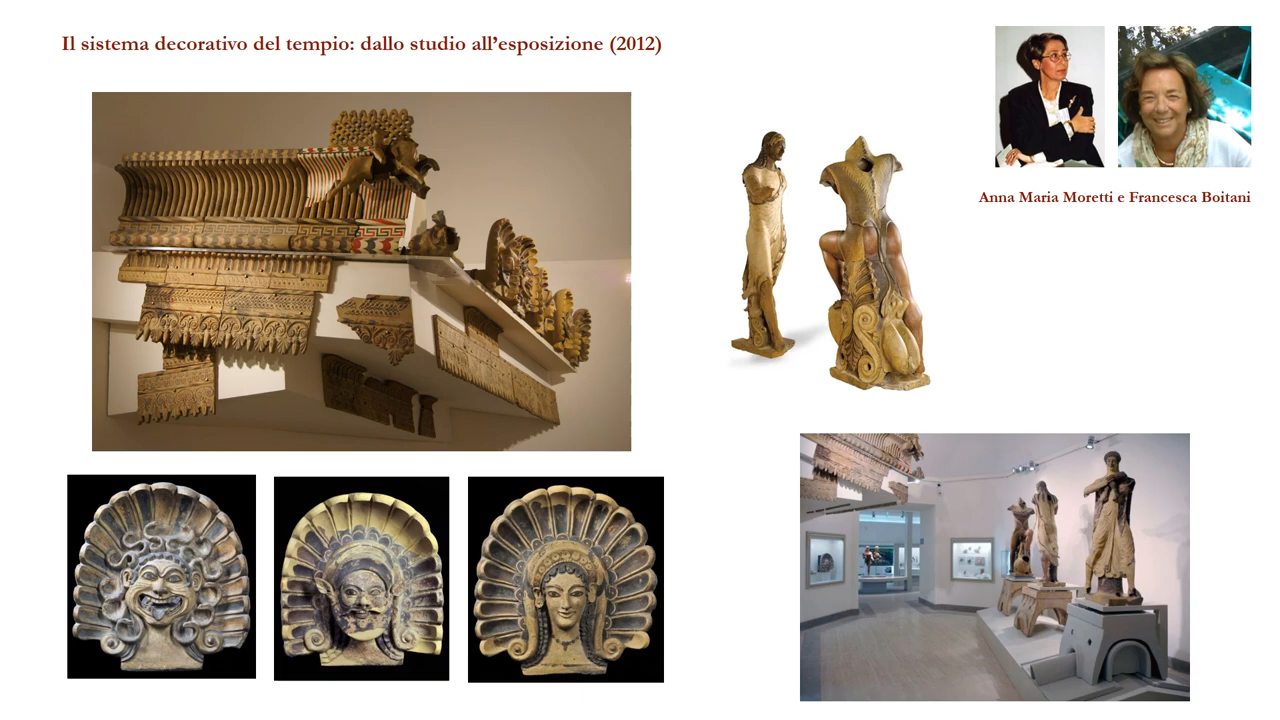 Il sistema decorativo del tempio: dallo studio all’esposizione (2012)
Anna Maria Moretti e Francesca Boitani